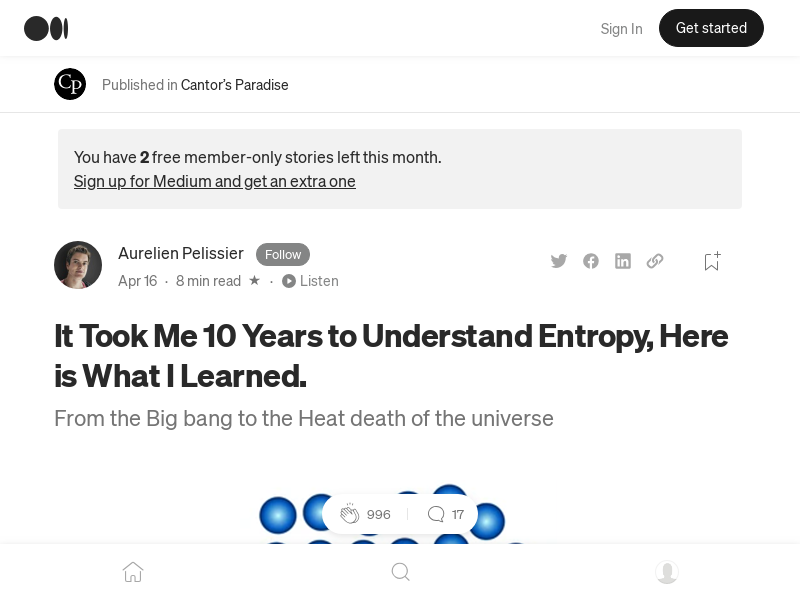 Sign In
Get started
CP
Published in Cantor's Paradise
You have 2 free member-only stories left this month.
Sign up for Medium and get an extra one
Aurelien Pelissier
Follow
Apr 16 · 8 min read ★ · Listen
It Took Me 10 Years to Understand Entropy, Here
is What I Learned.
From the Big bang to the Heat death of the universe
996
17